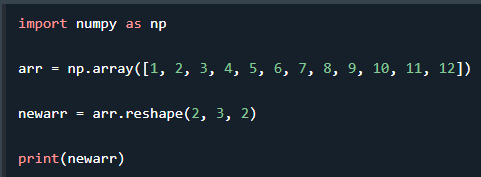 import numpy as np
arr = np.array([1, 2, 3, 4, 5, 6, 7, 8, 9, 10, 11, 12])
newarr = arr.reshape(2, 3, 2)
print(newarr)